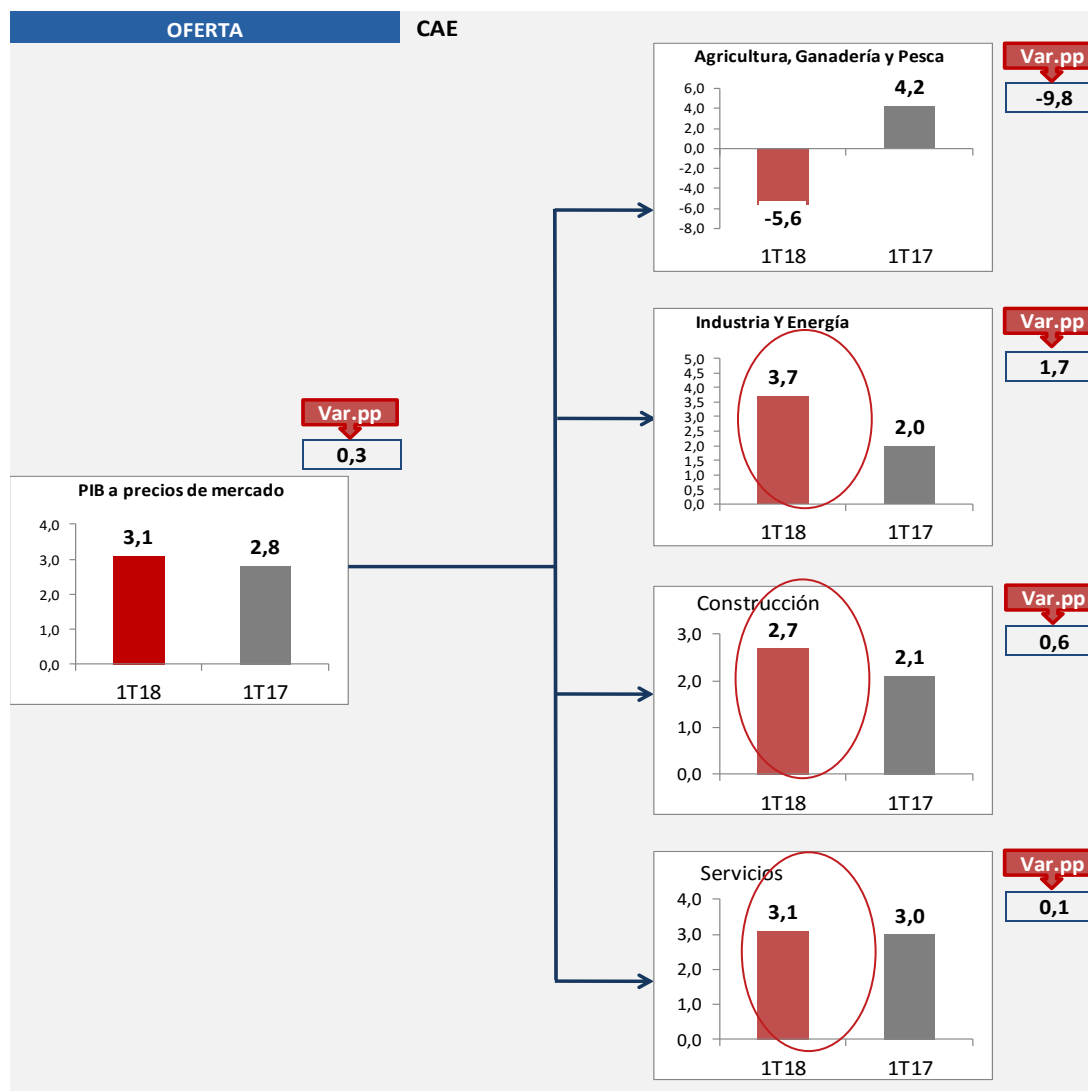 OFERTA
CAE
Agricultura, Ganadería y Pesca
Var.pp
-9,8
6,0
4,0
2,0
0,0
-2,0
-4,0
-6,0
-8,0
4,2
-5,6
1T18 1T17
Industria Y Energía
Var.pp
1,7
5,0
4,5
4,0
3,5
3,0
2,5
2,0
1,5
1,0
0,5
0,0
3,7
2,0
1T18 1T17
Var.pp
0,3
PIB a precios de mercado
4,0
3,0
2,0
1,0
0,0
3,1
2,8
1T18 1T17
Construcción
Var.pp
0,6
3,0
2,0
1,0
0,0
2,7
2,1
1T18 1T17
Servicios
Var.pp
0,1
4,0
3,0
2,0
1,0
0,0
3,1
3,0
1T18 1T17